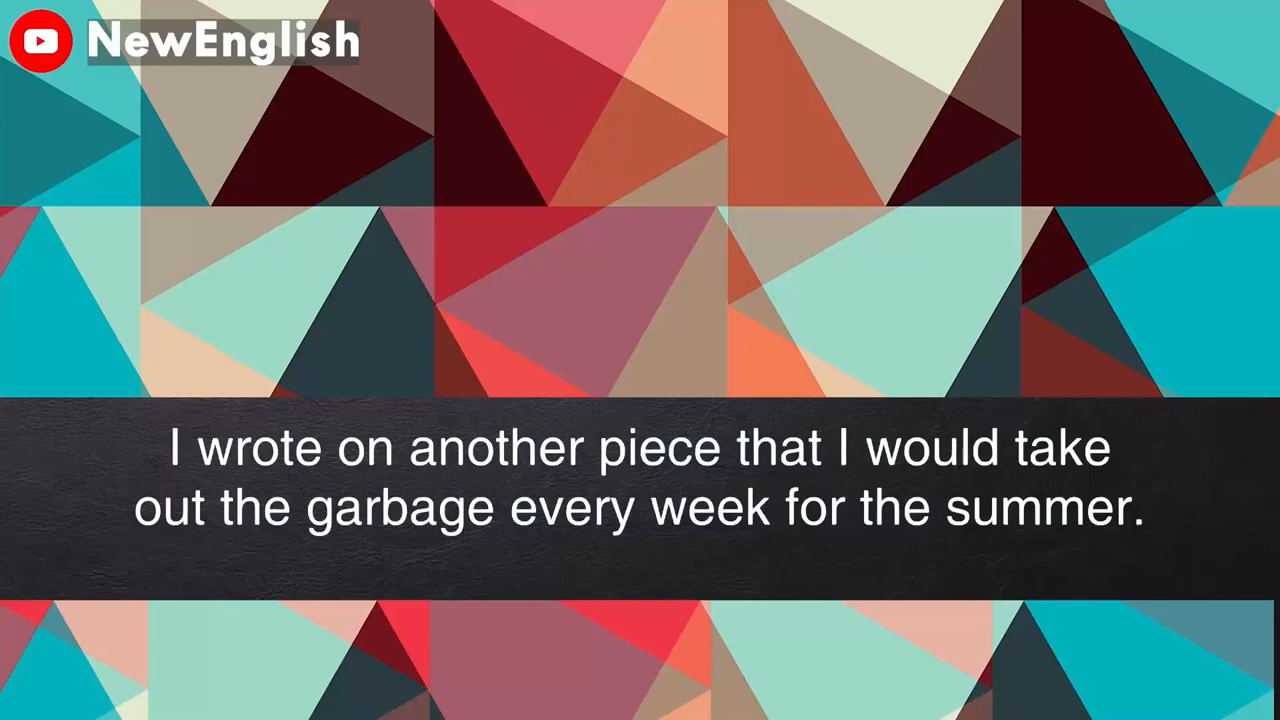 NewEnglish
I wrote on another piece that I would take
out the garbage every week for the summer.